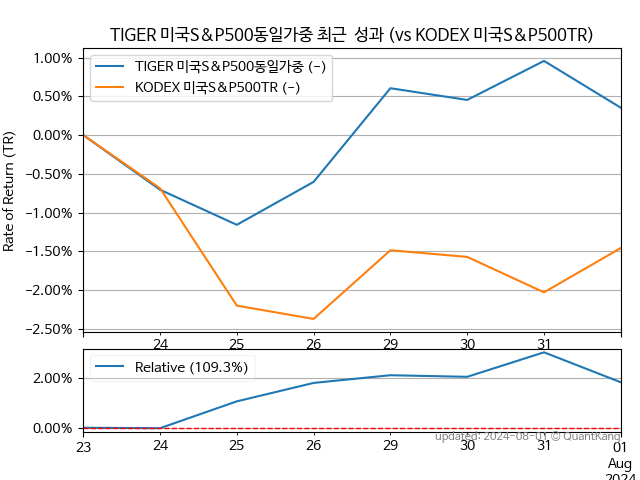 TIGER 미국S&P500동일가중 최근 성과 (vs KODEX 미국S&P500TR)
Rate of Return (TR)
1.00%
0.50%
0.00%
−0.50%
−1.00%
−1.50%
−2.00%
−2.50%
TIGER 미국S&P500동일가중 (-)
KODEX 미국S&P500TR (-)
24 25 26 29 30 31
2.00%
0.00%
Relative (109.3%)
updated: 2024-08-01 © QuantKang
23 24 25 26 29 30 31 01
Aug
2024